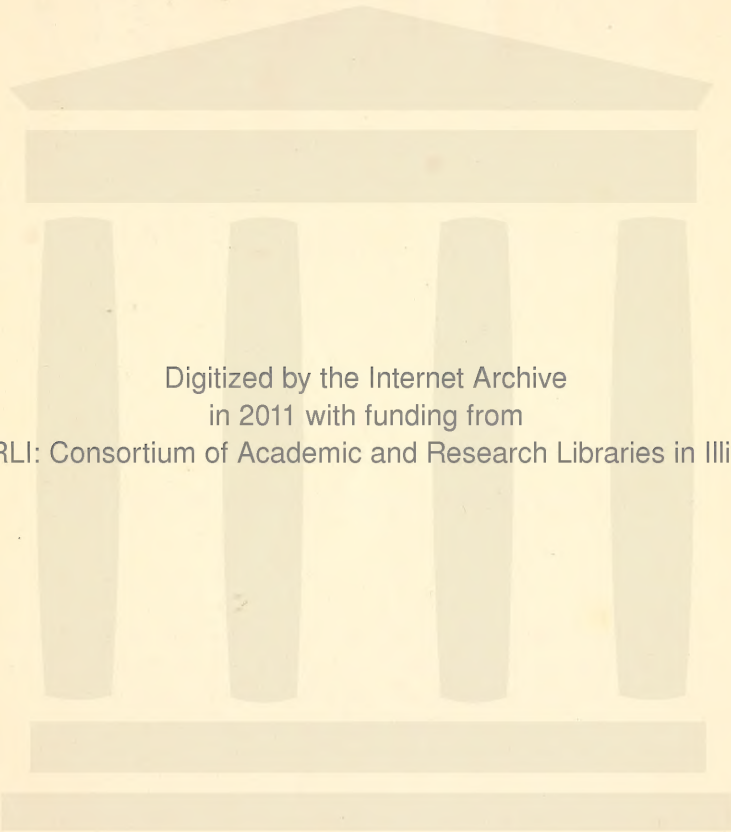 Digitized by the Internet Archive
in 2011 with funding from
RLI: Consortium of Academic and Research Libraries in Illi